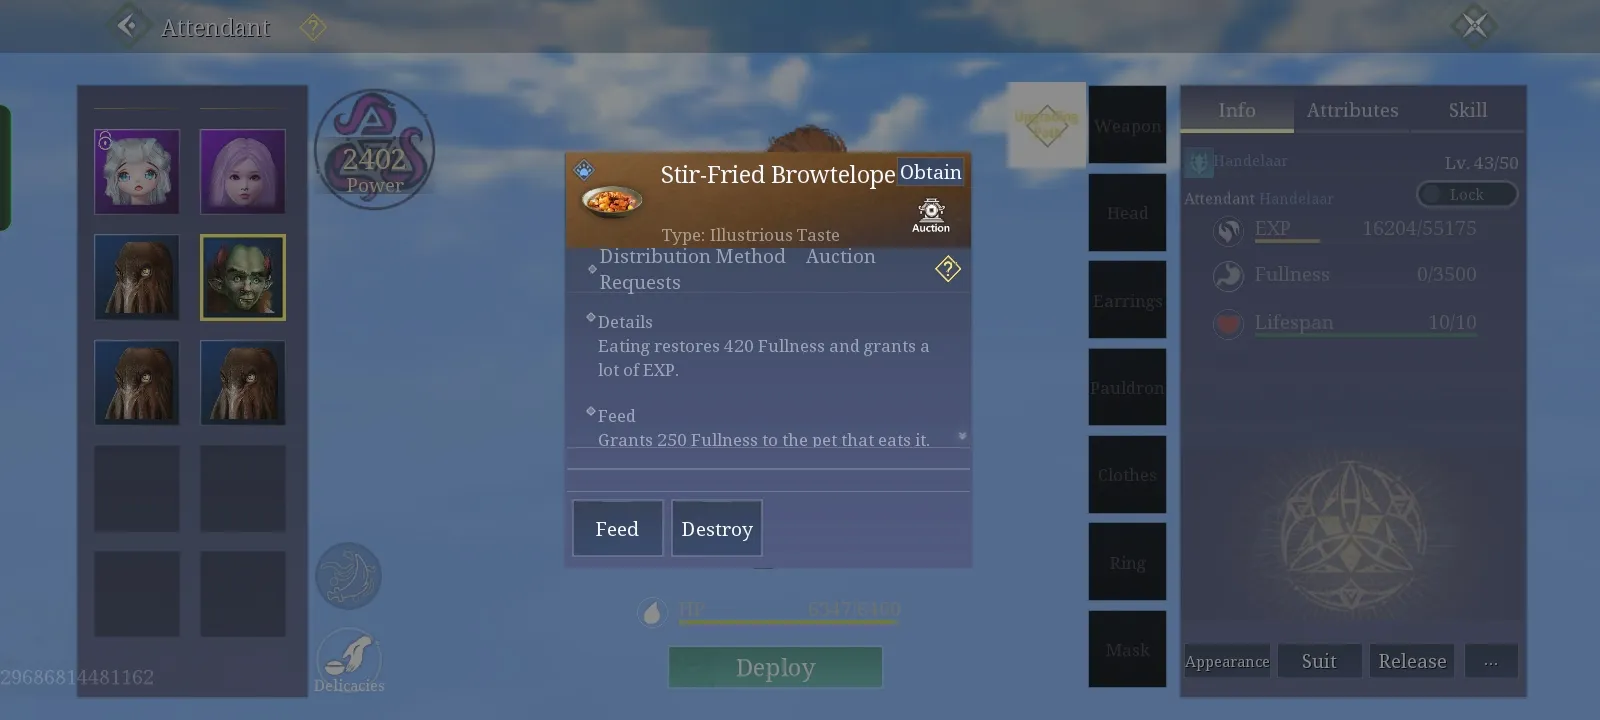 Attendant
?
2402
Power
Stir-Fried Browtelope
Obtain
Type: Illustrious Taste
Auction
Distribution Method Auction
Requests
?
Details
Eating restores 420 Fullness and grants a
lot of EXP.
Feed
Grants 250 Fullness to the pet that eats it.
Feed
Destroy
Deploy
Delicacies
29686814481162
Upgrading
Path
Weapon
Head
Earrings
Pauldron
Clothes
Ring
Mask
Info
Attributes
Skill
Handelaar
Lv. 43/50
Attendant Handelaar
Lock
EXP 16204/55175
Fullness 0/3500
Lifespan 10/10
Appearance
Suit
Release
...